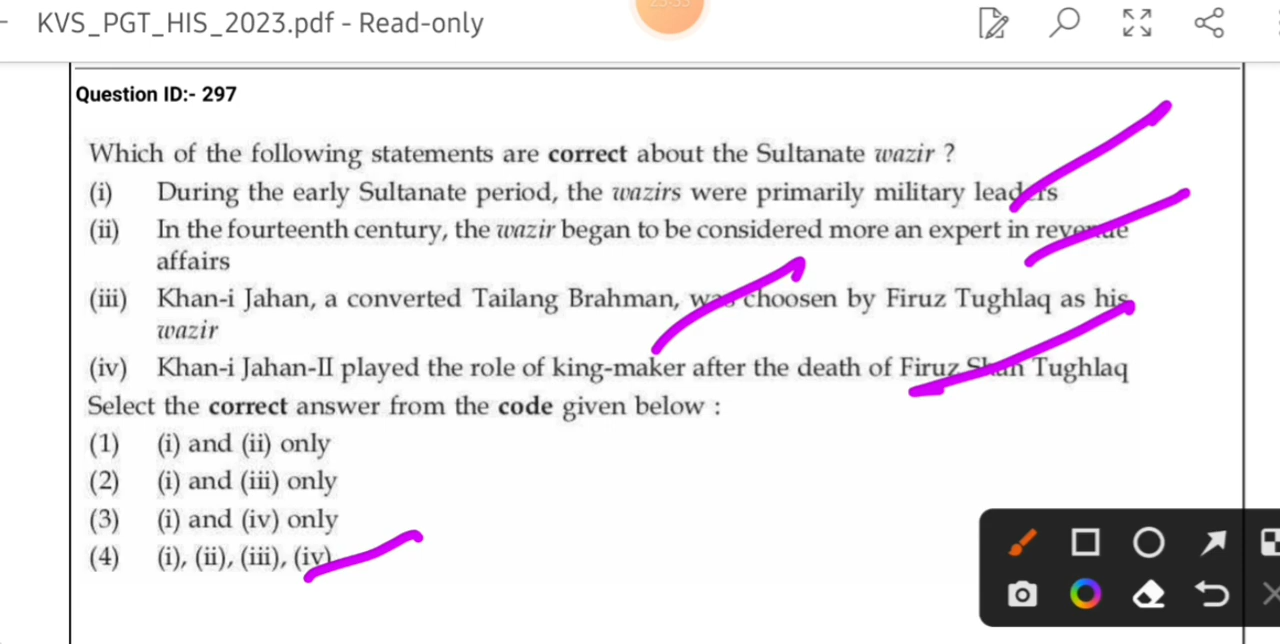 KVS_PGT_HIS_2023.pdf - Read-only
23:35
Question ID:- 297
Which of the following statements are correct about the Sultanate wazir ?
(i) During the early Sultanate period, the wazirs were primarily military leaders
(ii) In the fourteenth century, the wazir began to be considered more an expert in revenue
affairs
(iii) Khan-i Jahan, a converted Tailang Brahman, was choosen by Firuz Tughlaq as his
wazir
(iv) Khan-i Jahan-II played the role of king-maker after the death of Firuz Shah Tughlaq
Select the correct answer from the code given below :
(1) (i) and (ii) only
(2) (i) and (iii) only
(3) (i) and (iv) only
(4) (i), (ii), (iii), (iv)